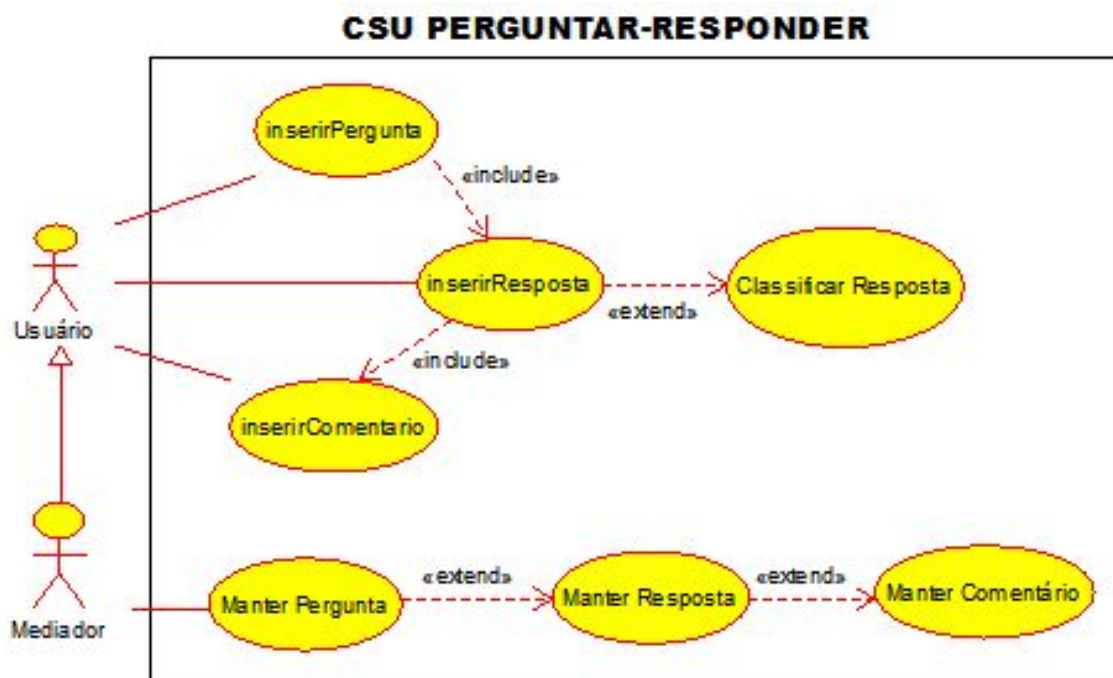 CSU PERGUNTAR-RESPONDER
inserirPergunta
«include»
inserirResposta
Classificar Resposta
«extend»
Usuário
«include»
inserirComentario
«extend»
«extend»
Manter Pergunta
Manter Resposta
Manter Comentário
Mediador